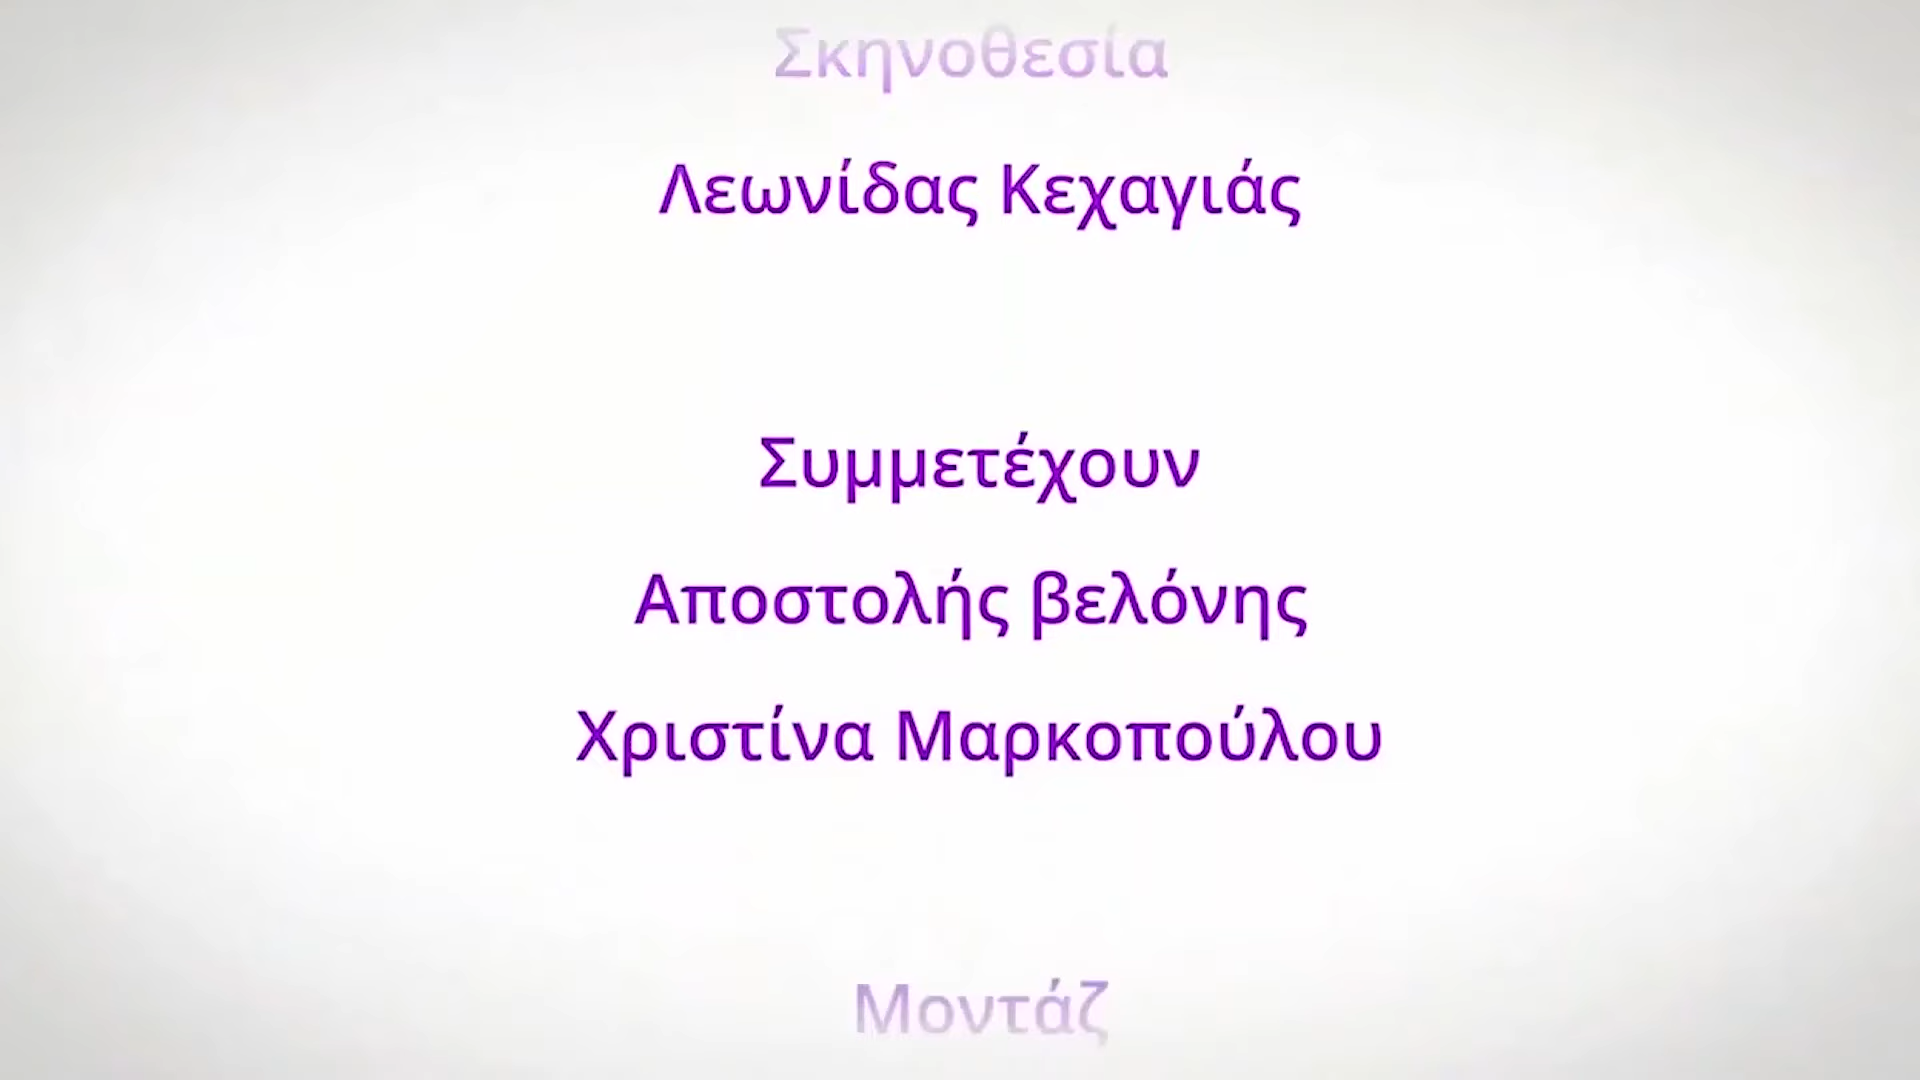 Σκηνοθεσία
Λεωνίδας Κεχαγιάς
Συμμετέχουν
Αποστολής βελόνης
Χριστίνα Μαρκοπούλου
Μοντάζ